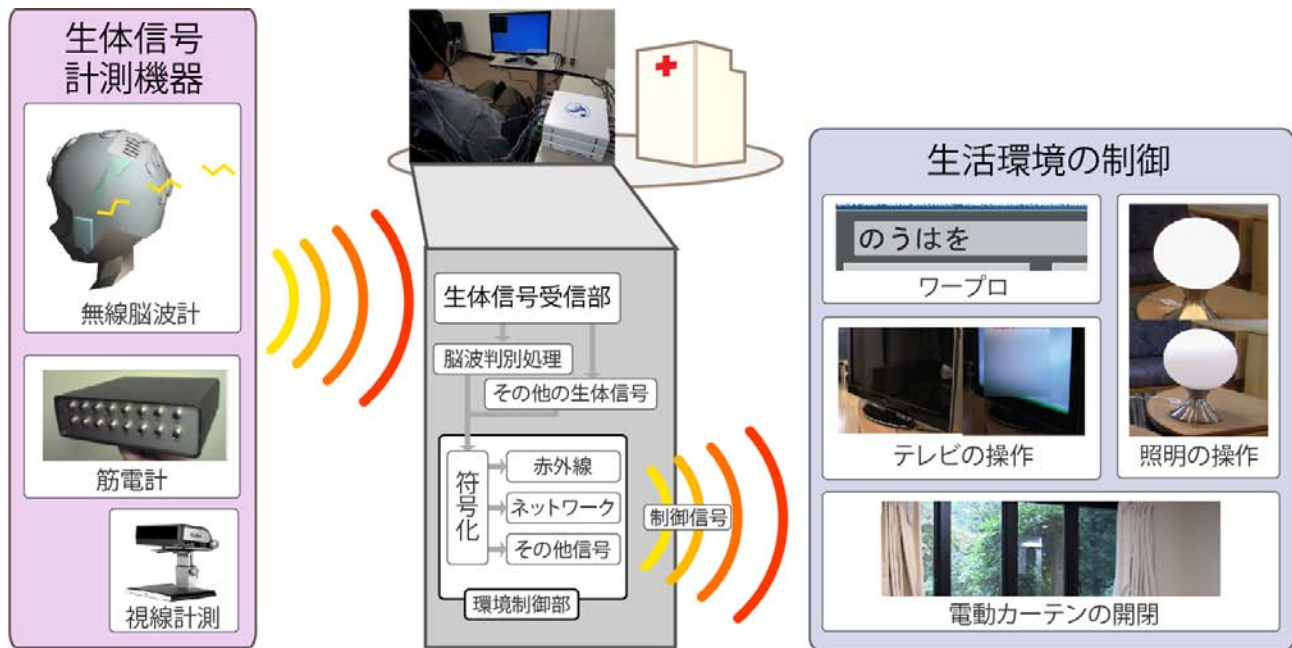 生体信号
計測機器
無線脳波計
筋電計
視線計測
生体信号受信部
脳波判別処理
その他の生体信号
符号化
赤外線
ネットワーク
その他信号
環境制御部
制御信号
生活環境の制御
のうはを
ワープロ
テレビの操作
照明の操作
電動カーテンの開閉